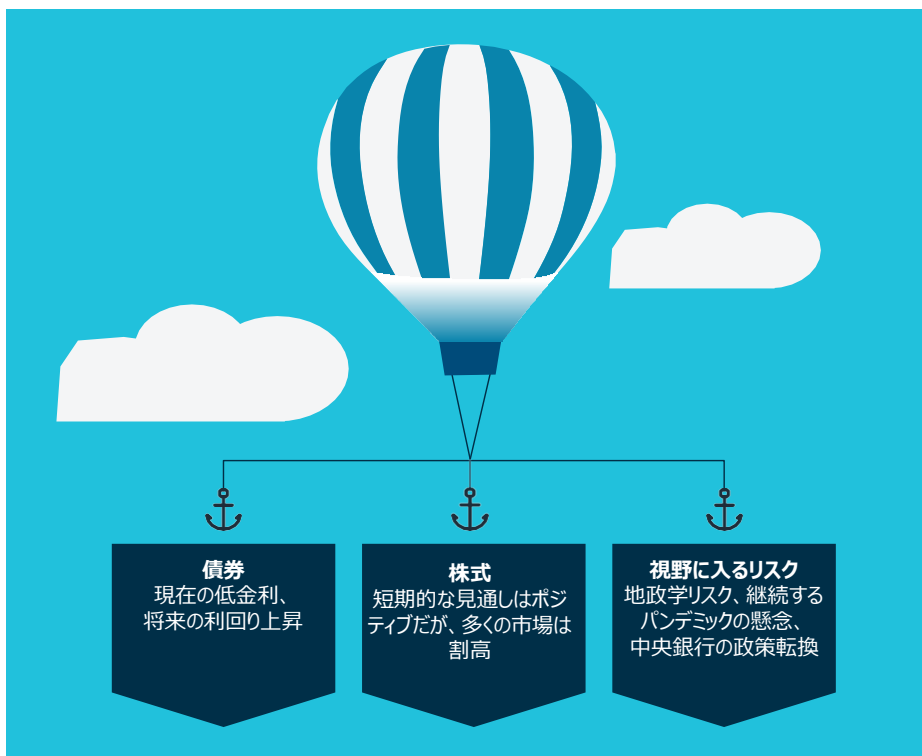 債券
現在の低金利、
将来の利回り上昇
株式
短期的な見通しはポジ
ティブだが、多くの市場は
割高
視野に入るリスク
地政学リスク、継続する
パンデミックの懸念、
中央銀行の政策転換